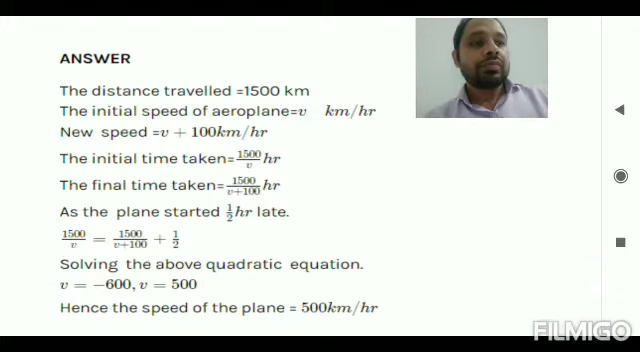 ANSWER
The distance travelled =1500 km
The initial speed of aeroplane=v km/hr
New speed =v + 100km/hr
The initial time taken=1500/v hr
The final time taken=1500/v+100 hr
As the plane started 1/2 hr late.
1500/v = 1500/v+100 + 1/2
Solving the above quadratic equation.
v = −600, v = 500
Hence the speed of the plane = 500km/hr
FILMIGO